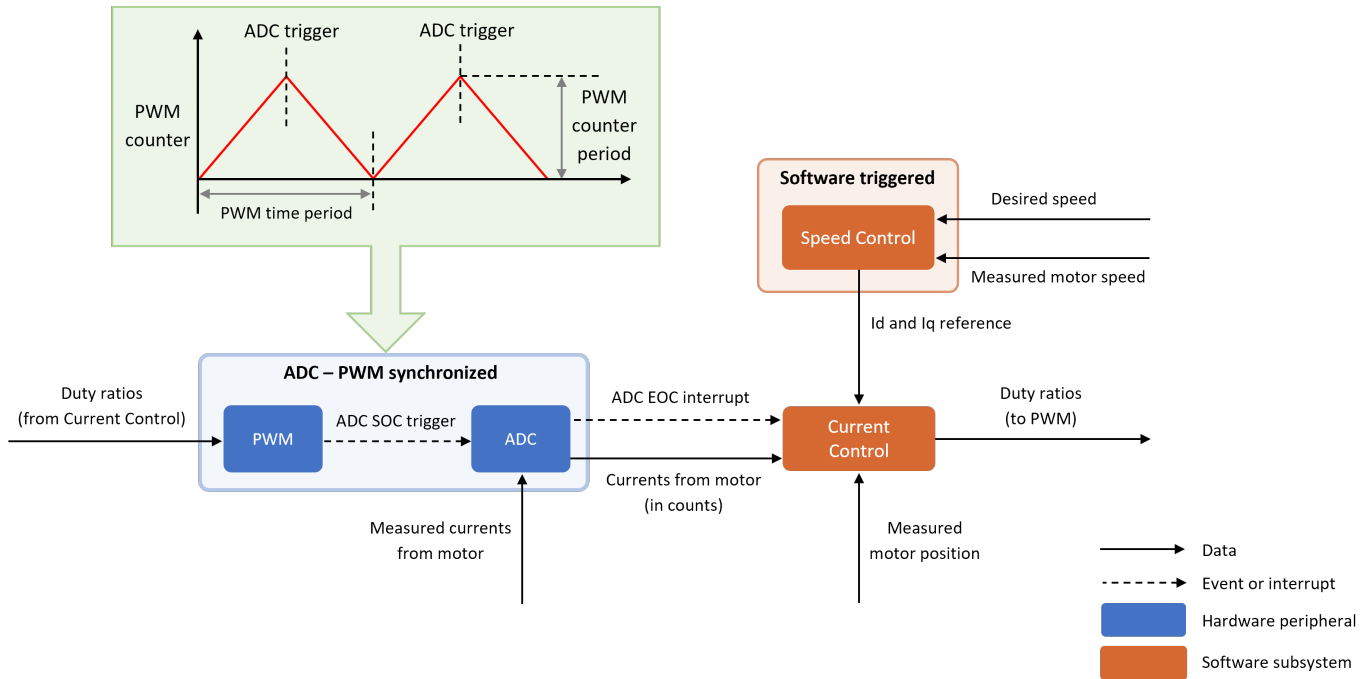 ADC trigger
ADC trigger
PWM
counter
PWM
counter
period
PWM time period
Software triggered
Speed Control
Desired speed
Measured motor speed
Id and Iq reference
ADC – PWM synchronized
Duty ratios
(from Current Control)
PWM
ADC SOC trigger
ADC
ADC EOC interrupt
Currents from motor
(in counts)
Current
Control
Duty ratios
(to PWM)
Measured currents
from motor
Measured
motor position
Data
Event or interrupt
Hardware peripheral
Software subsystem